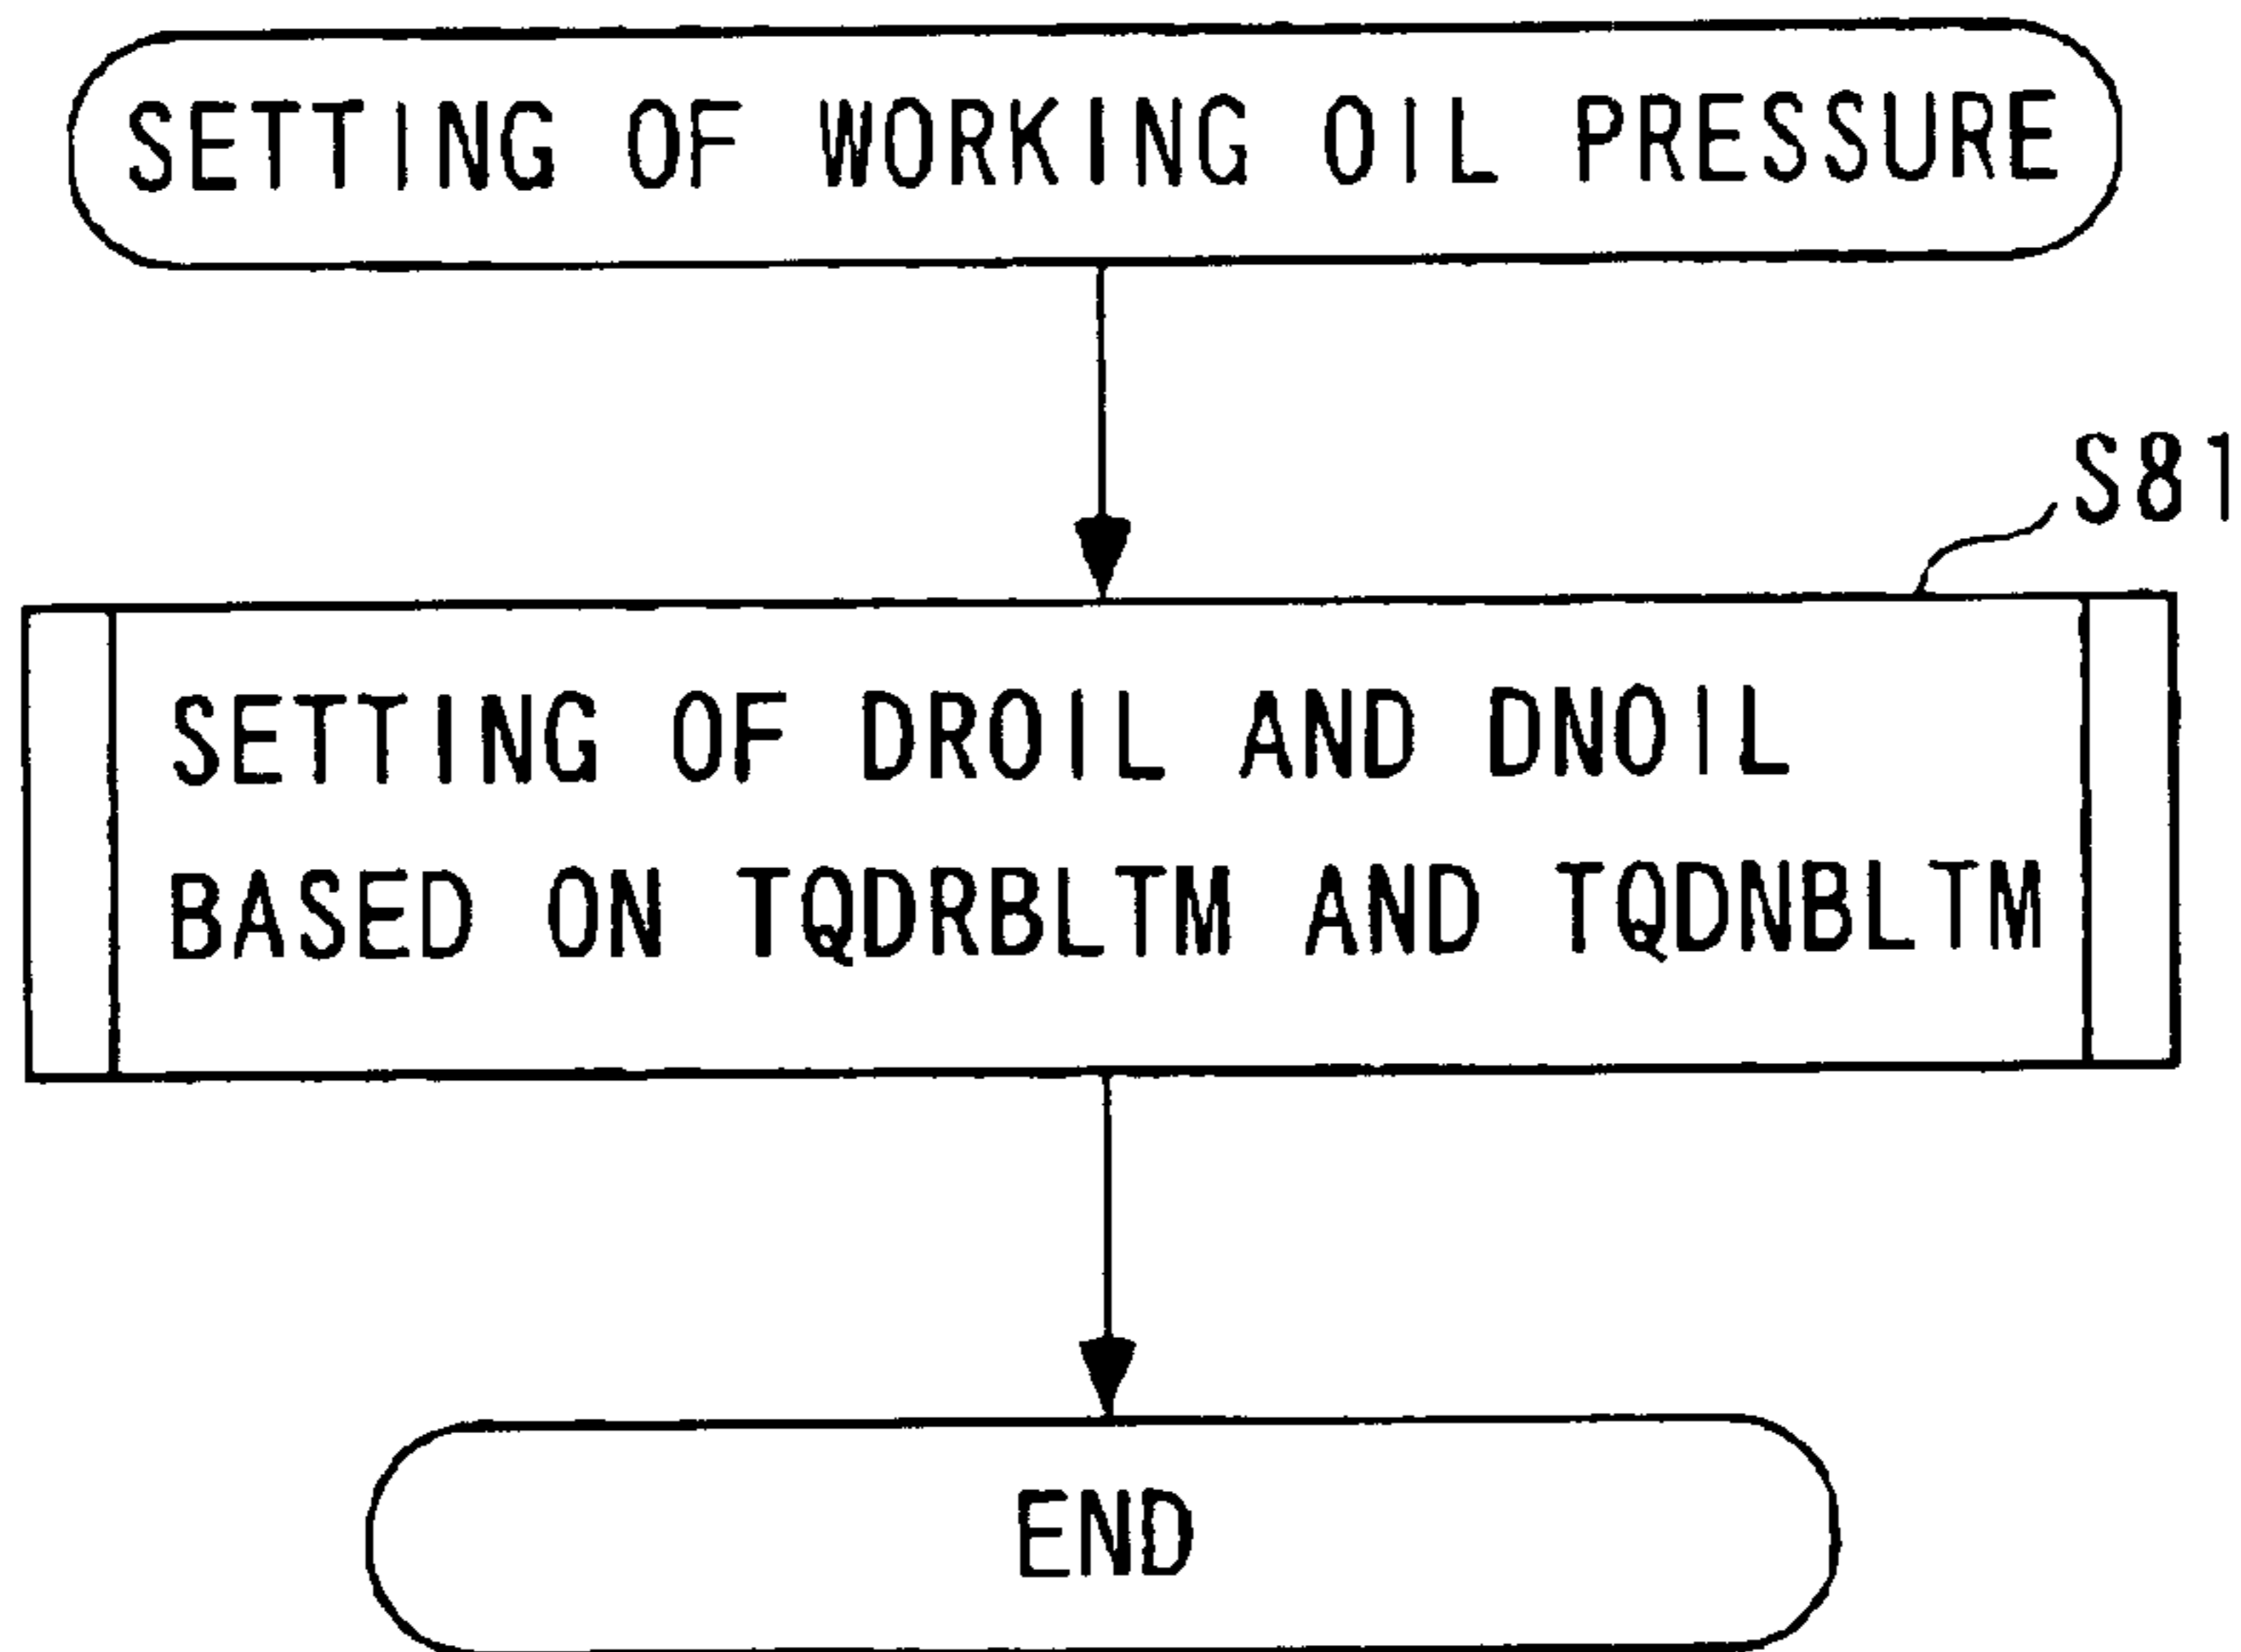 SETTING OF WORKING OIL PRESSURE
S81
SETTING OF DROIL AND DNOIL
BASED ON TQDRBLTM AND TQDNBLTM
END